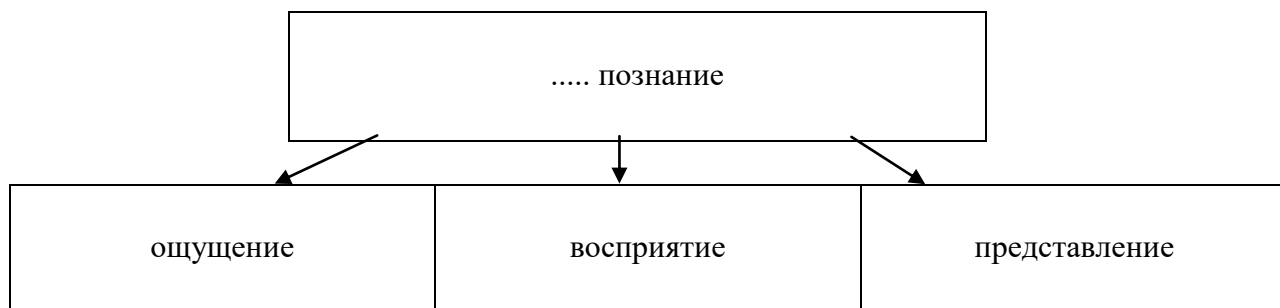 ..... познание
ощущение
восприятие
представление